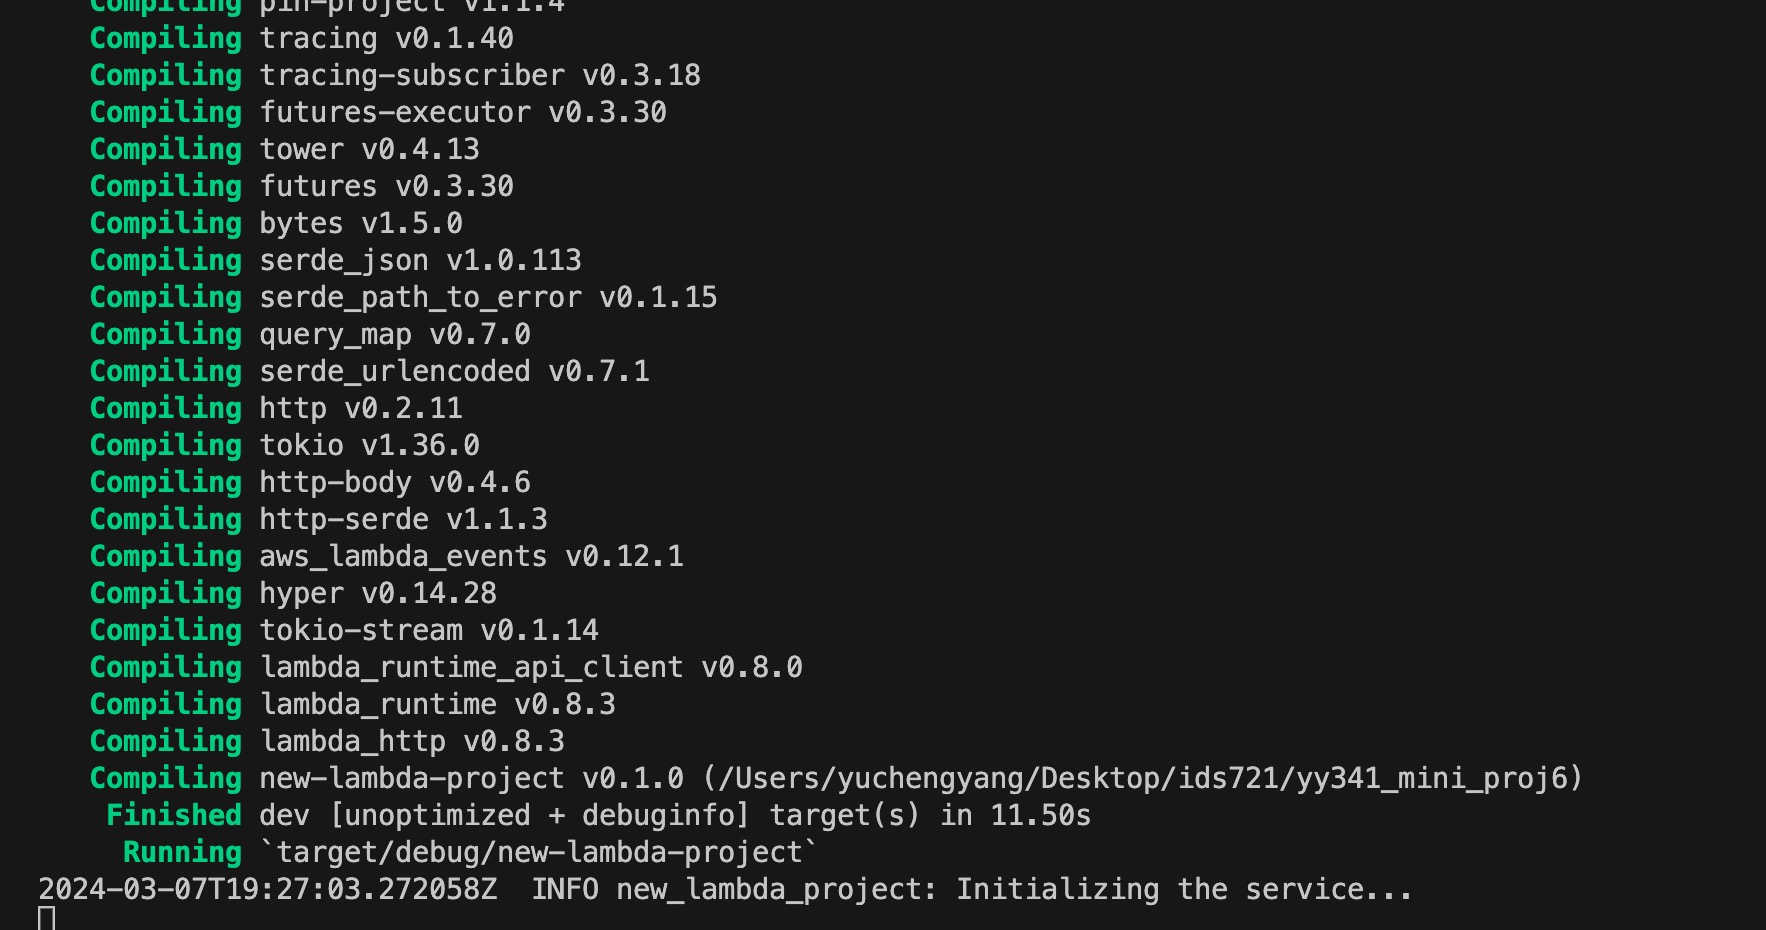 Compiling pin-project v1.1.4
Compiling tracing v0.1.40
Compiling tracing-subscriber v0.3.18
Compiling futures-executor v0.3.30
Compiling tower v0.4.13
Compiling futures v0.3.30
Compiling bytes v1.5.0
Compiling serde_json v1.0.113
Compiling serde_path_to_error v0.1.15
Compiling query_map v0.7.0
Compiling serde_urlencoded v0.7.1
Compiling http v0.2.11
Compiling tokio v1.36.0
Compiling http-body v0.4.6
Compiling http-serde v1.1.3
Compiling aws_lambda_events v0.12.1
Compiling hyper v0.14.28
Compiling tokio-stream v0.1.14
Compiling lambda_runtime_api_client v0.8.0
Compiling lambda_runtime v0.8.3
Compiling lambda_http v0.8.3
Compiling new-lambda-project v0.1.0 (/Users/yuchengyang/Desktop/ids721/yy341_mini_proj6)
Finished dev [unoptimized + debuginfo] target(s) in 11.50s
Running `target/debug/new-lambda-project`
2024-03-07T19:27:03.272058Z  INFO new_lambda_project: Initializing the service...